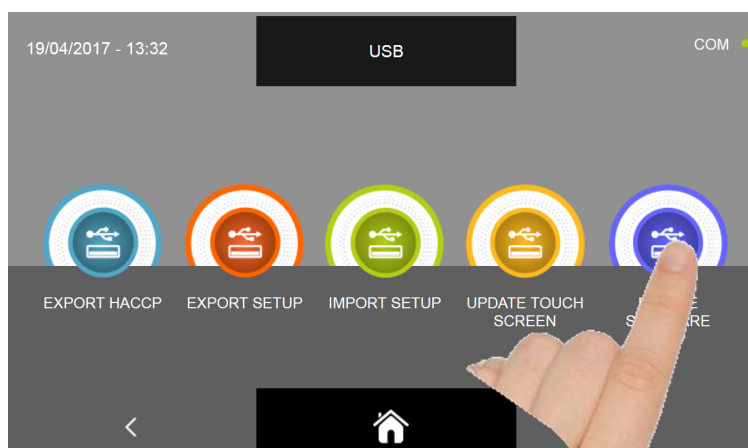 19/04/2017 - 13:32
USB
COM
EXPORT HACCP
EXPORT SETUP
IMPORT SETUP
UPDATE TOUCH
SCREEN